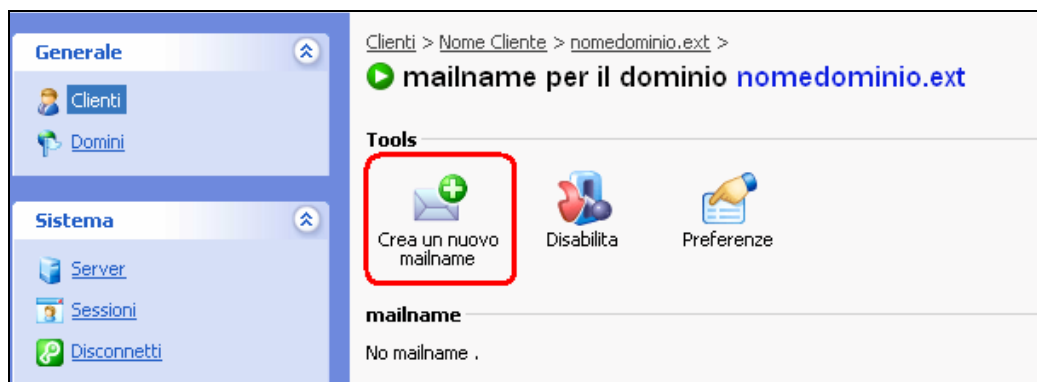 Generale
Clienti
Domini
Sistema
Server
Sessioni
Disconnetti
Clienti > Nome Cliente > nomedominio.ext >
mailname per il dominio nomedominio.ext
Tools
Crea un nuovo
mailname
Disabilita
Preferenze
mailname
No mailname .